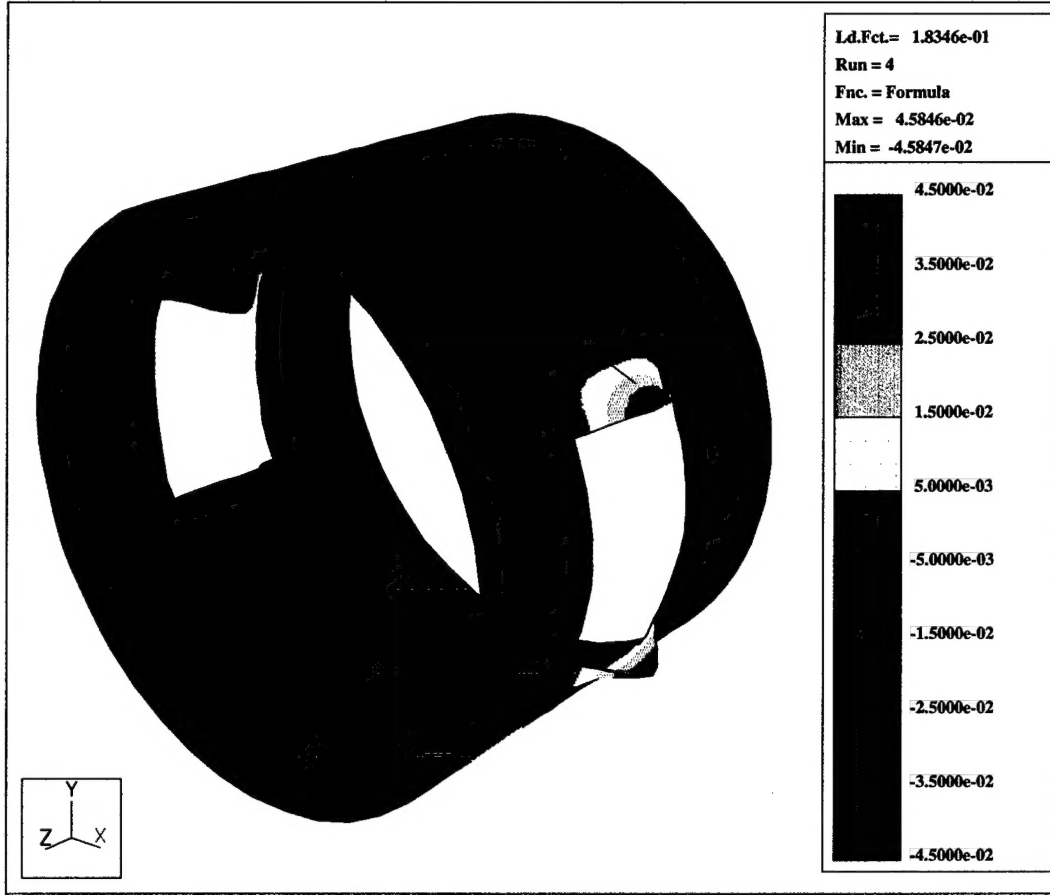 Ld.Fct.= 1.8346e-01
Run = 4
Fnc. = Formula
Max = 4.5846e-02
Min = -4.5847e-02
4.5000e-02
3.5000e-02
2.5000e-02
1.5000e-02
5.0000e-03
-5.0000e-03
-1.5000e-02
-2.5000e-02
-3.5000e-02
-4.5000e-02
Y
Z X